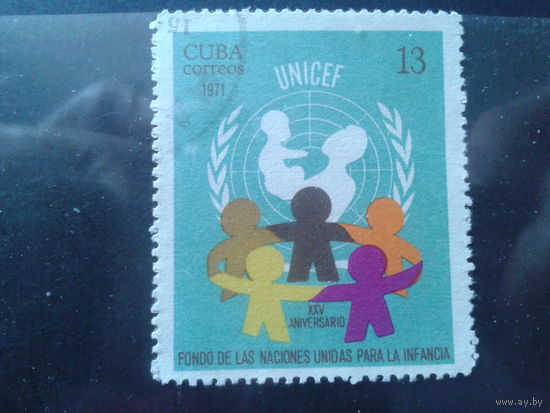 CUBA
correos
1971
13
UNICEF
XXV
ANIVERSARIO
FONDO DE LAS NACIONES UNIDAS PARA LA INFANCIA
www.ay.by